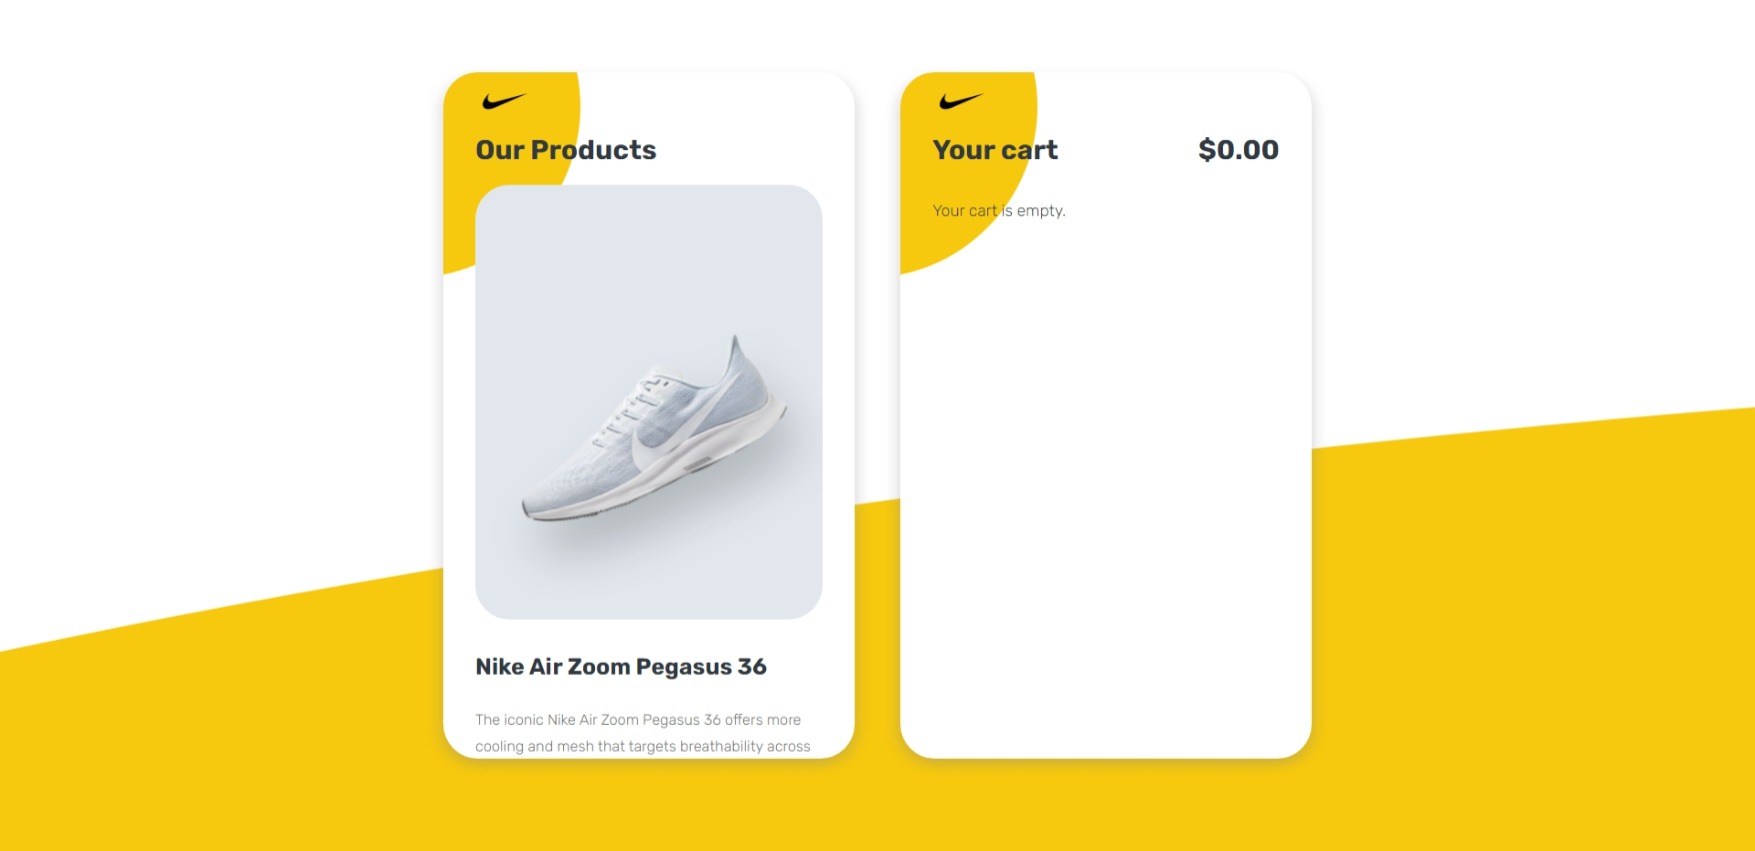 Our Products
Nike Air Zoom Pegasus 36
The iconic Nike Air Zoom Pegasus 36 offers more
cooling and mesh that targets breathability across
Your cart
$0.00
Your cart is empty.